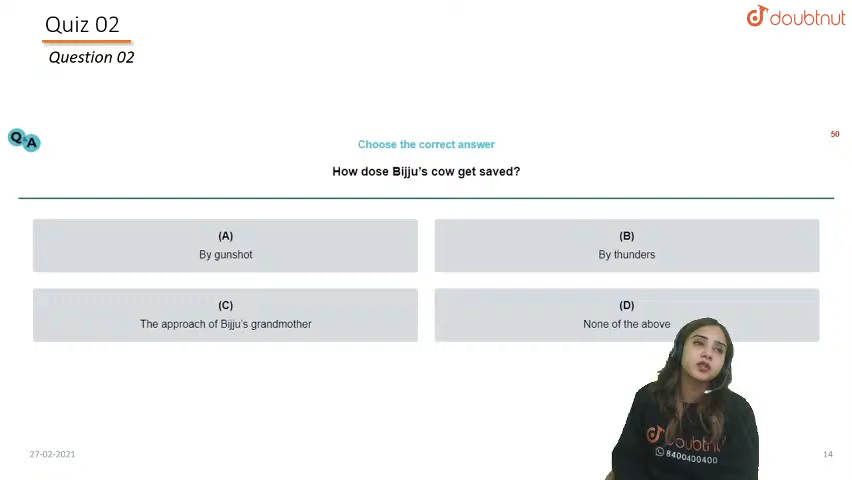 Quiz 02
doubtnut
Question 02
Q&A
50
Choose the correct answer
How dose Bijju's cow get saved?
(A)
By gunshot
(B)
By thunders
(C)
The approach of Bijju's grandmother
(D)
None of the above
Doubtnut
8400400400
27-02-2021
14